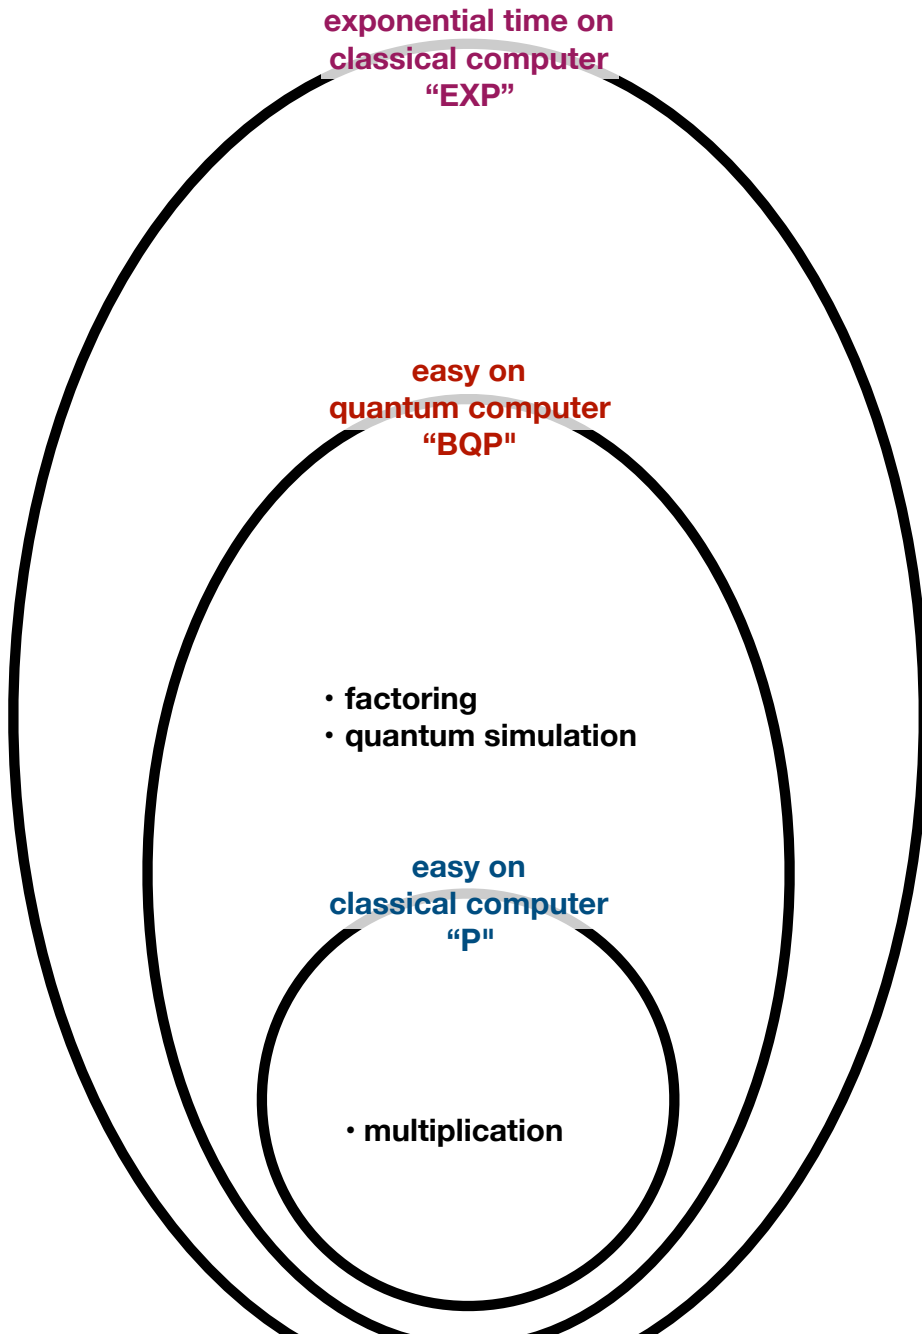 exponential time on
classical computer
“EXP”
easy on
quantum computer
“BQP"
• factoring
• quantum simulation
easy on
classical computer
“P"
• multiplication